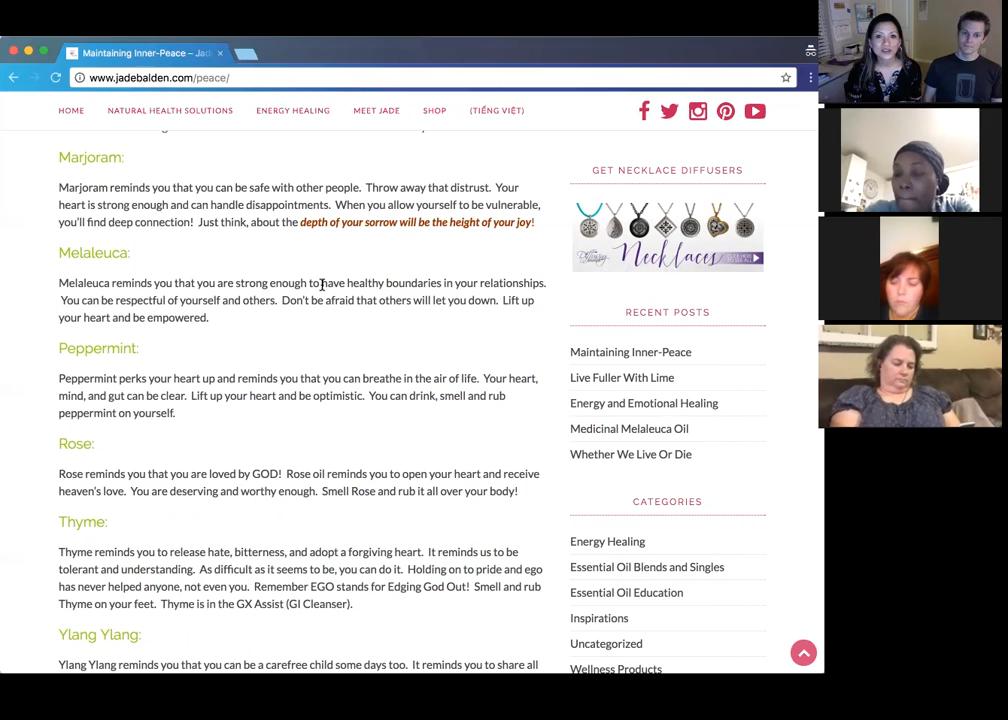 Maintaining Inner-Peace – Jad
www.jadebalden.com/peace/
HOME NATURAL HEALTH SOLUTIONS ENERGY HEALING MEET JADE SHOP (TIẾNG VIỆT)
Marjoram:
Marjoram reminds you that you can be safe with other people. Throw away that distrust. Your
heart is strong enough and can handle disappointments. When you allow yourself to be vulnerable,
you'll find deep connection! Just think, about the depth of your sorrow will be the height of your joy!
Melaleuca:
Melaleuca reminds you that you are strong enough to have healthy boundaries in your relationships.
You can be respectful of yourself and others. Don't be afraid that others will let you down. Lift up
your heart and be empowered.
Peppermint:
Peppermint perks your heart up and reminds you that you can breathe in the air of life. Your heart,
mind, and gut can be clear. Lift up your heart and be optimistic. You can drink, smell and rub
peppermint on yourself.
Rose:
Rose reminds you that you are loved by GOD! Rose oil reminds you to open your heart and receive
heaven's love. You are deserving and worthy enough. Smell Rose and rub it all over your body!
Thyme:
Thyme reminds you to release hate, bitterness, and adopt a forgiving heart. It reminds us to be
tolerant and understanding. As difficult as it seems to be, you can do it. Holding on to pride and ego
has never helped anyone, not even you. Remember EGO stands for Edging God Out! Smell and rub
Thyme on your feet. Thyme is in the GX Assist (GI Cleanser).
Ylang Ylang:
Ylang Ylang reminds you that you can be a carefree child some days too. It reminds you to share all
GET NECKLACE DIFFUSERS
Necklaces
RECENT POSTS
Maintaining Inner-Peace
Live Fuller With Lime
Energy and Emotional Healing
Medicinal Melaleuca Oil
Whether We Live Or Die
CATEGORIES
Energy Healing
Essential Oil Blends and Singles
Essential Oil Education
Inspirations
Uncategorized
Wellness Products